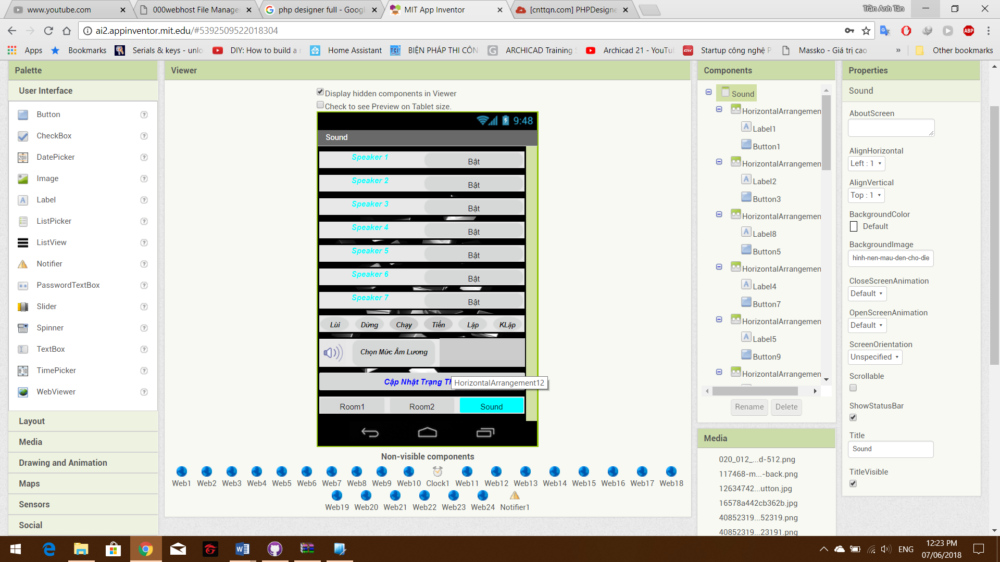 www.youtube.com
000webhost File Manage
php designer full - Goog
MIT App Inventor
[cnttqn.com] PHPDesigne
Trần Anh Tân
ai2.appinventor.mit.edu/#5392509522018304
Apps
Bookmarks
Serials & keys - unlo
DIY: How to build a
Home Assistant
BIỆN PHÁP THI CÔN
ARCHICAD Training
Archicad 21 - YouTu
Startup công nghệ P
Massko - Giá trị cao
»
Other bookmarks
Palette
User Interface
Button
CheckBox
DatePicker
Image
Label
ListPicker
ListView
Notifier
PasswordTextBox
Slider
Spinner
TextBox
TimePicker
WebViewer
Layout
Media
Drawing and Animation
Maps
Sensors
Social
Viewer
Display hidden components in Viewer
Check to see Preview on Tablet size.
9:48
Sound
Speaker 1 Bật
Speaker 2 Bật
Speaker 3 Bật
Speaker 4 Bật
Speaker 5 Bật
Speaker 6 Bật
Speaker 7 Bật
Lùi Dừng Chạy Tiến Lặp KLặp
Chọn Mức Âm Lương
Cập Nhật Trạng Th
HorizontalArrangement12
Room1 Room2 Sound
Non-visible components
Web1 Web2 Web3 Web4 Web5 Web6 Web7 Web8 Web9 Web10 Clock1 Web11 Web12 Web13 Web14 Web15 Web16 Web17 Web18
Web19 Web20 Web21 Web22 Web23 Web24 Notifier1
Components
Sound
HorizontalArrangemen
Label1
Button1
HorizontalArrangemen
Label2
Button3
HorizontalArrangemen
Label8
Button5
HorizontalArrangemen
Label4
Button7
HorizontalArrangemen
Label5
Button9
HorizontalArrangemen
Rename Delete
Media
020_012_...d-512.png
117468-m...-back.png
12634742...utton.jpg
16578a442cb362b.jpg
40852319...52319.png
40852319...23191.png
Properties
Sound
AboutScreen
AlignHorizontal
Left : 1
AlignVertical
Top : 1
BackgroundColor
Default
BackgroundImage
hinh-nen-mau-den-cho-die
CloseScreenAnimation
Default
OpenScreenAnimation
Default
ScreenOrientation
Unspecified
Scrollable
ShowStatusBar
Title
Sound
TitleVisible
ENG
12:23 PM
07/06/2018